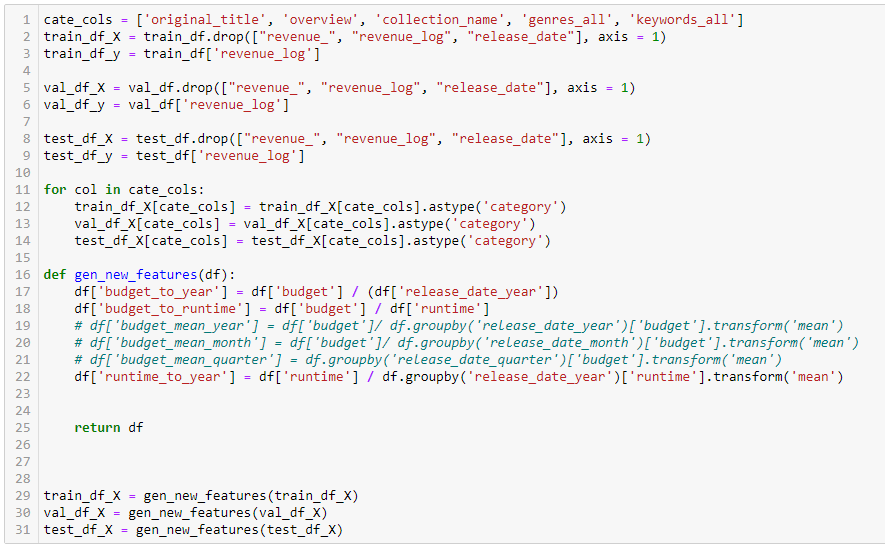 1 cate_cols = ['original_title', 'overview', 'collection_name', 'genres_all', 'keywords_all']
2 train_df_X = train_df.drop(["revenue_", "revenue_log", "release_date"], axis = 1)
3 train_df_y = train_df['revenue_log']
4
5 val_df_X = val_df.drop(["revenue_", "revenue_log", "release_date"], axis = 1)
6 val_df_y = val_df['revenue_log']
7
8 test_df_X = test_df.drop(["revenue_", "revenue_log", "release_date"], axis = 1)
9 test_df_y = test_df['revenue_log']
10
11 for col in cate_cols:
12     train_df_X[cate_cols] = train_df_X[cate_cols].astype('category')
13     val_df_X[cate_cols] = val_df_X[cate_cols].astype('category')
14     test_df_X[cate_cols] = test_df_X[cate_cols].astype('category')
15
16 def gen_new_features(df):
17     df['budget_to_year'] = df['budget'] / (df['release_date_year'])
18     df['budget_to_runtime'] = df['budget'] / df['runtime']
19     # df['budget_mean_year'] = df['budget']/ df.groupby('release_date_year')['budget'].transform('mean')
20     # df['budget_mean_month'] = df['budget']/ df.groupby('release_date_month')['budget'].transform('mean')
21     # df['budget_mean_quarter'] = df.groupby('release_date_quarter')['budget'].transform('mean')
22     df['runtime_to_year'] = df['runtime'] / df.groupby('release_date_year')['runtime'].transform('mean')
23
24
25     return df
26
27
28
29 train_df_X = gen_new_features(train_df_X)
30 val_df_X = gen_new_features(val_df_X)
31 test_df_X = gen_new_features(test_df_X)